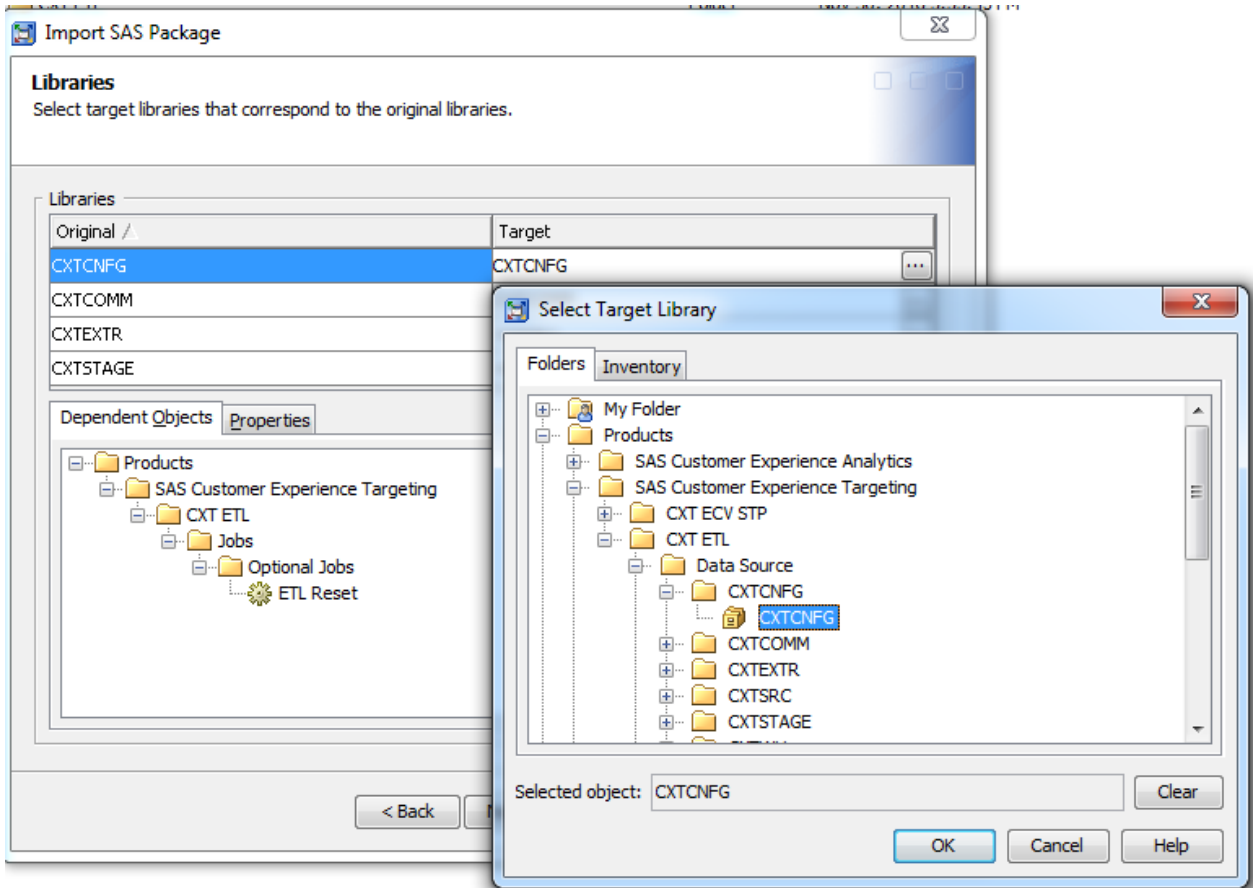 Import SAS Package
Libraries
Select target libraries that correspond to the original libraries.
Libraries
Original
Target
CXTCNFG
CXTCNFG
...
CXTCOMM
CXTEXTR
CXTSTAGE
Dependent Objects
Properties
Products
SAS Customer Experience Targeting
CXT ETL
Jobs
Optional Jobs
ETL Reset
< Back
Select Target Library
Folders
Inventory
My Folder
Products
SAS Customer Experience Analytics
SAS Customer Experience Targeting
CXT ECV STP
CXT ETL
Data Source
CXTCNFG
CXTCNFG
CXTCOMM
CXTEXTR
CXTSRC
CXTSTAGE
Selected object:
CXTCNFG
Clear
OK
Cancel
Help